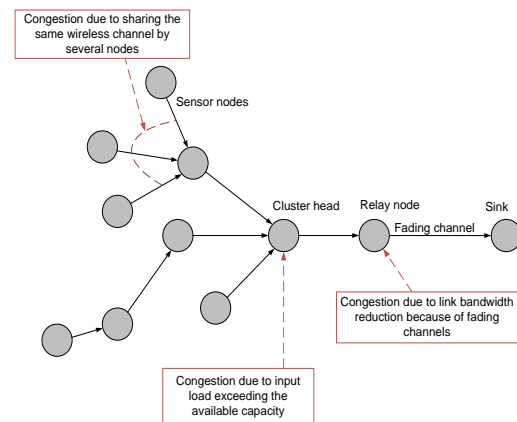 Congestion due to sharing the
same wireless channel by
several nodes
Sensor nodes
Cluster head
Relay node
Sink
Fading channel
Congestion due to link bandwidth
reduction because of fading
channels
Congestion due to input
load exceeding the
available capacity